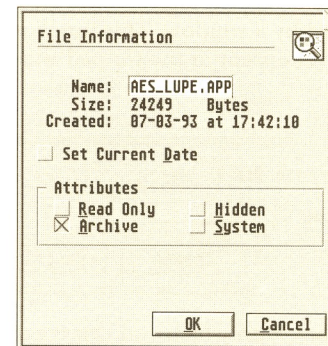 File Information
Name: AES_LUPE.APP
Size: 24249 Bytes
Created: 07-03-93 at 17:42:10
Set Current Date
Attributes
Read Only Hidden
Archive System
OK Cancel